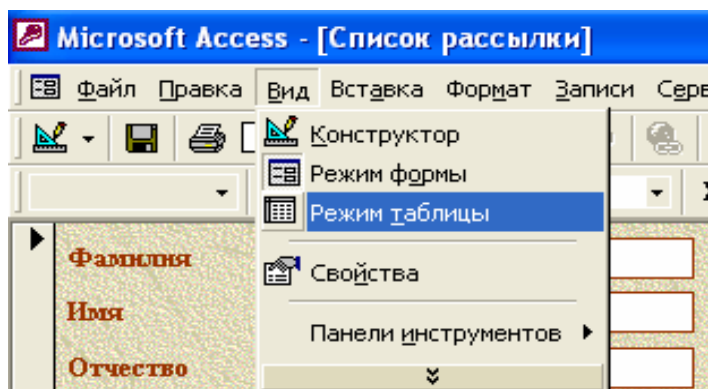 Microsoft Access - [Список рассылки]
Файл Правка Вид Вставка Формат Записи
Конструктор
Режим формы
Режим таблицы
Фамилия
Свойства
Имя
Панели инструментов
Отчество